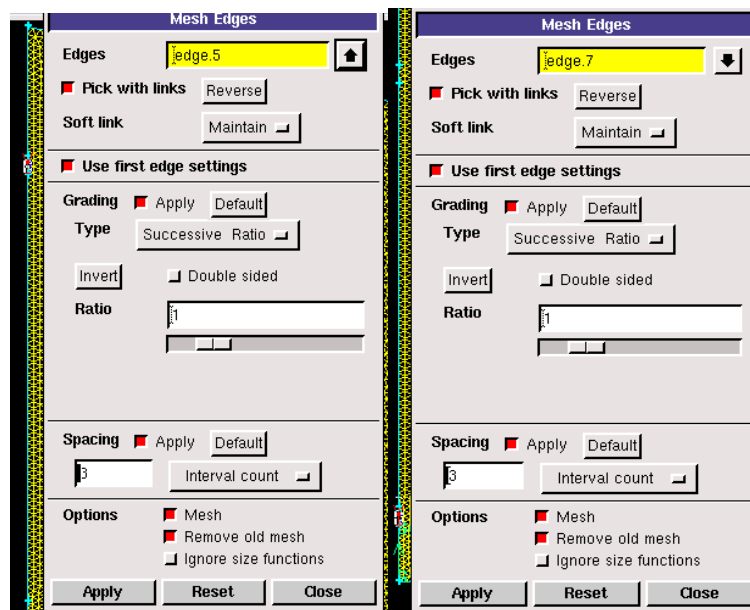 Mesh Edges
Edges edge.5
Pick with links Reverse
Soft link Maintain
Use first edge settings
Grading Apply Default
Type Successive Ratio
Invert Double sided
Ratio 1
Spacing Apply Default
3 Interval count
Options Mesh
Remove old mesh
Ignore size functions
Apply Reset Close
Mesh Edges
Edges edge.7
Pick with links Reverse
Soft link Maintain
Use first edge settings
Grading Apply Default
Type Successive Ratio
Invert Double sided
Ratio 1
Spacing Apply Default
3 Interval count
Options Mesh
Remove old mesh
Ignore size functions
Apply Reset Close